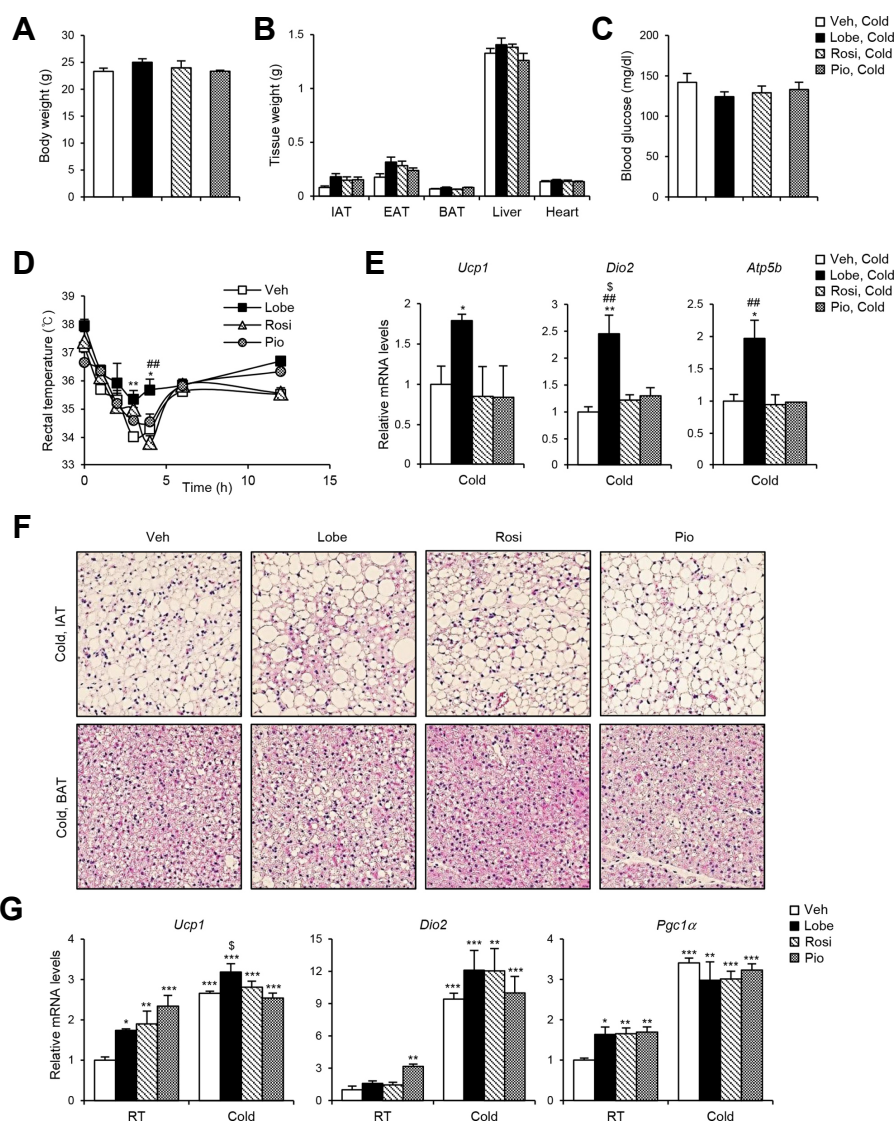 A
Body weight (g)
30
25
20
15
10
5
0
B
Tissue weight (g)
1.5
1
0.5
0
IAT EAT BAT Liver Heart
C
Blood glucose (mg/dl)
200
150
100
50
0
Veh, Cold
Lobe, Cold
Rosi, Cold
Pio, Cold
D
Rectal temperature (℃)
39
38
37
36
35
34
33
0 5 10 15
Time (h)
Veh
Lobe
Rosi
Pio
**
##
*
E
Relative mRNA levels
Ucp1
2
1.5
1
0.5
0
*
Cold
Dio2
3
2.5
2
1.5
1
0.5
0
$
##
**
Cold
Atp5b
2.5
2
1.5
1
0.5
0
##
*
Cold
Veh, Cold
Lobe, Cold
Rosi, Cold
Pio, Cold
F
Veh Lobe Rosi Pio
Cold, IAT
Cold, BAT
G
Relative mRNA levels
Ucp1
4
3
2
1
0
* ** *** *** $ *** *** ***
RT Cold
Dio2
15
12
9
6
3
0
** *** *** ** ***
RT Cold
Pgc1α
4
3
2
1
0
* ** ** *** ** *** ***
RT Cold
Veh
Lobe
Rosi
Pio